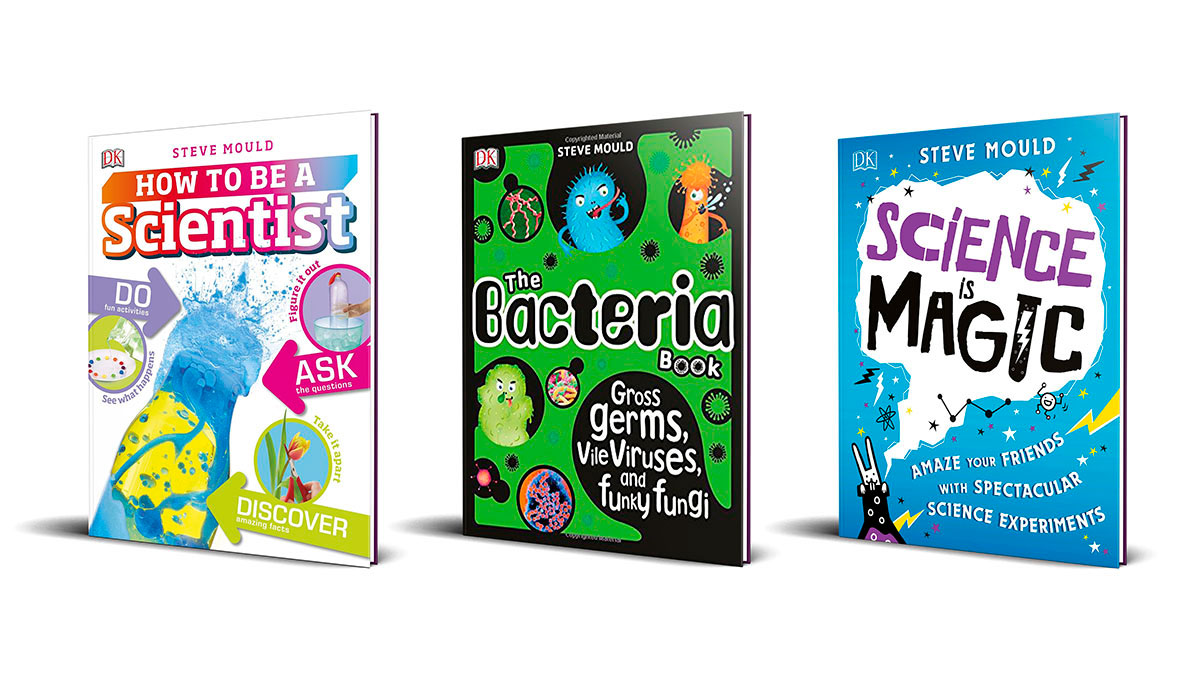 DK
STEVE MOULD
HOW TO BE A
Scientist
DO
fun activities
See what happens
Figure it out
ASK
the questions
Take it apart
DISCOVER
amazing facts
Copyrighted Material
DK
STEVE MOULD
The
Bacteria
Book
Gross
germs,
Vile Viruses,
and
funky fungi
Copyrighted Material
DK
STEVE MOULD
SCIENCE
is
MAGIC
AMAZE YOUR FRIENDS
WITH SPECTACULAR
SCIENCE EXPERIMENTS